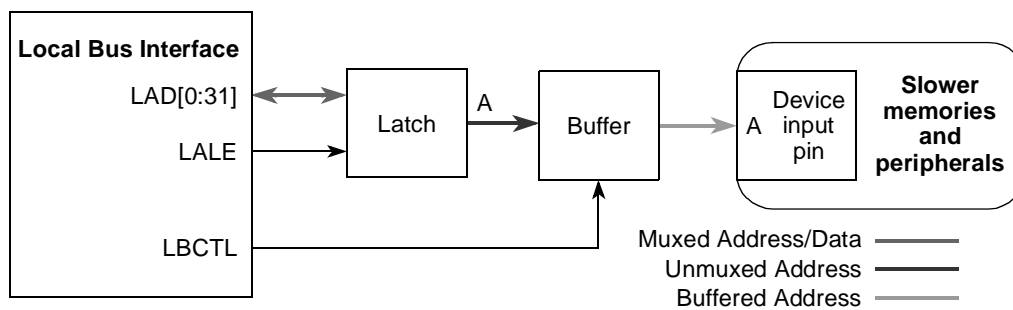 Local Bus Interface
LAD[0:31]
LALE
LBCTL
Latch
A
Buffer
A
Device
input
pin
Slower
memories
and
peripherals
Muxed Address/Data
Unmuxed Address
Buffered Address